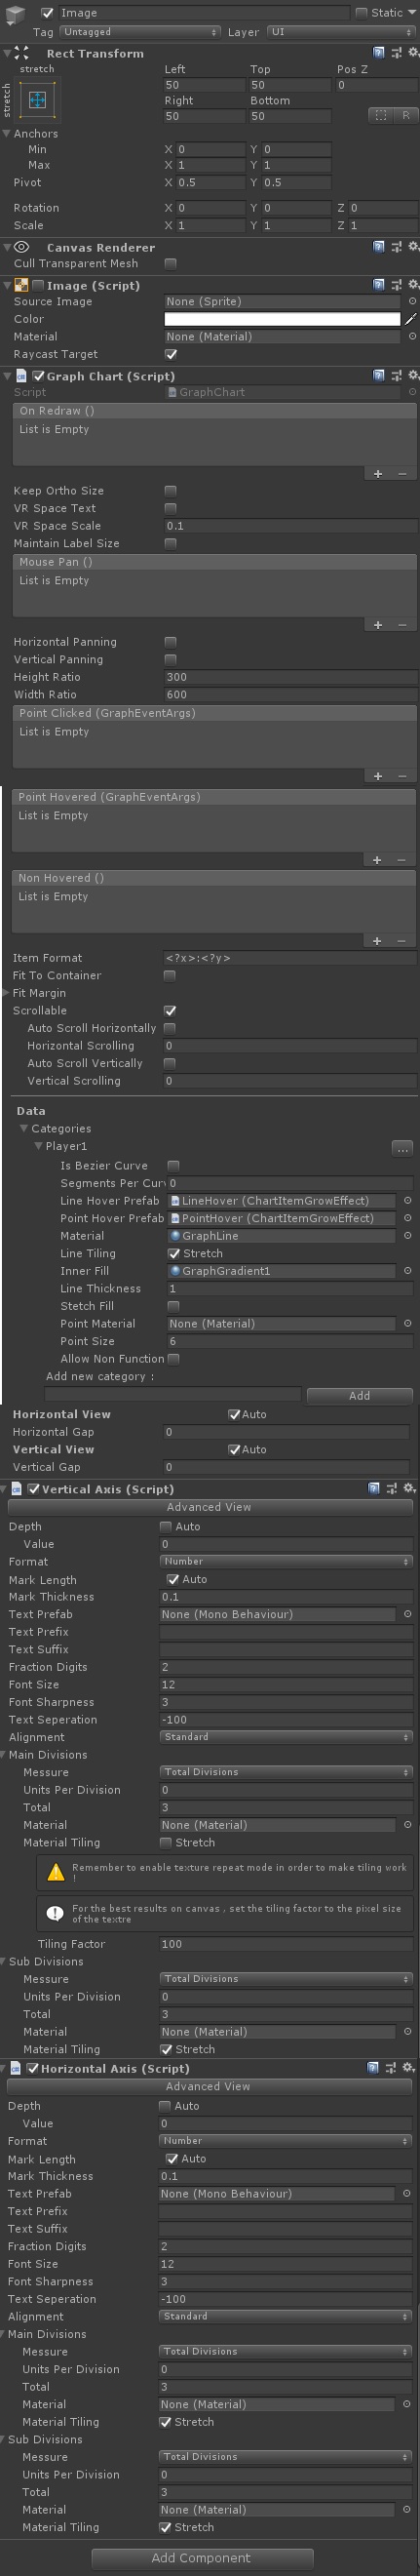 Image Static
Tag Untagged Layer UI
Rect Transform
stretch Left Top Pos Z
stretch 50 50 0
Right Bottom
50 50 R
Anchors
Min X 0 Y 0
Max X 1 Y 1
Pivot X 0.5 Y 0.5
Rotation X 0 Y 0 Z 0
Scale X 1 Y 1 Z 1
Canvas Renderer
Cull Transparent Mesh
Image (Script)
Source Image None (Sprite)
Color
Material None (Material)
Raycast Target
Graph Chart (Script)
Script GraphChart
On Redraw ()
List is Empty
+ −
Keep Ortho Size
VR Space Text
VR Space Scale 0.1
Maintain Label Size
Mouse Pan ()
List is Empty
+ −
Horizontal Panning
Vertical Panning
Height Ratio 300
Width Ratio 600
Point Clicked (GraphEventArgs)
List is Empty
+ −
Point Hovered (GraphEventArgs)
List is Empty
+ −
Non Hovered ()
List is Empty
+ −
Item Format <?x>:<?y>
Fit To Container
Fit Margin
Scrollable
Auto Scroll Horizontally
Horizontal Scrolling 0
Auto Scroll Vertically
Vertical Scrolling 0
Data
Categories
Player1 ...
Is Bezier Curve
Segments Per Curv 0
Line Hover Prefab LineHover (ChartItemGrowEffect)
Point Hover Prefab PointHover (ChartItemGrowEffect)
Material GraphLine
Line Tiling Stretch
Inner Fill GraphGradient1
Line Thickness 1
Stetch Fill
Point Material None (Material)
Point Size 6
Allow Non Function
Add new category :
Add
Horizontal View Auto
Horizontal Gap 0
Vertical View Auto
Vertical Gap 0
Vertical Axis (Script)
Advanced View
Depth Auto
Value 0
Format Number
Mark Length Auto
Mark Thickness 0.1
Text Prefab None (Mono Behaviour)
Text Prefix
Text Suffix
Fraction Digits 2
Font Size 12
Font Sharpness 3
Text Seperation -100
Alignment Standard
Main Divisions
Messure Total Divisions
Units Per Division 0
Total 3
Material None (Material)
Material Tiling Stretch
Remember to enable texture repeat mode in order to make tiling work
!
For the best results on canvas , set the tiling factor to the pixel size
of the textre
Tiling Factor 100
Sub Divisions
Messure Total Divisions
Units Per Division 0
Total 3
Material None (Material)
Material Tiling Stretch
Horizontal Axis (Script)
Advanced View
Depth Auto
Value 0
Format Number
Mark Length Auto
Mark Thickness 0.1
Text Prefab None (Mono Behaviour)
Text Prefix
Text Suffix
Fraction Digits 2
Font Size 12
Font Sharpness 3
Text Seperation -100
Alignment Standard
Main Divisions
Messure Total Divisions
Units Per Division 0
Total 3
Material None (Material)
Material Tiling Stretch
Sub Divisions
Messure Total Divisions
Units Per Division 0
Total 3
Material None (Material)
Material Tiling Stretch
Add Component